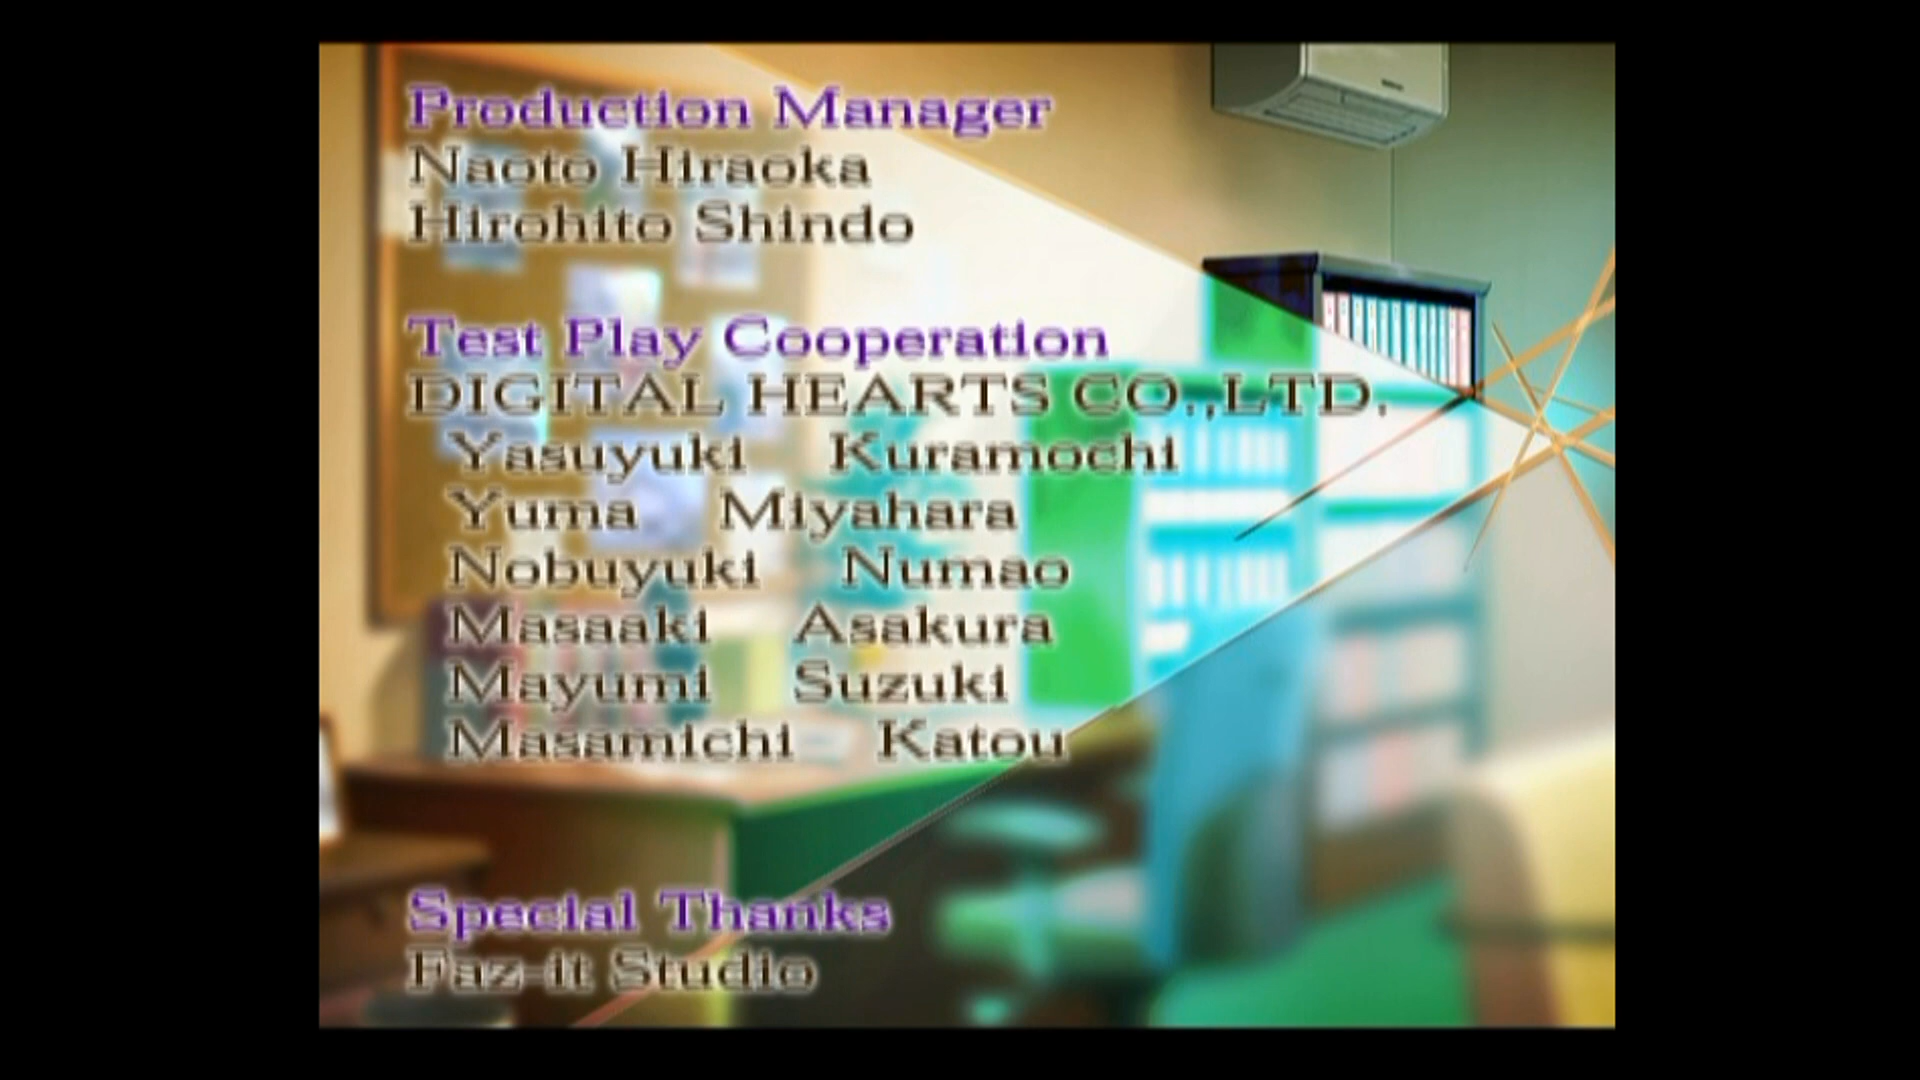 Production Manager
Naoto Hiraoka
Hirohito Shindo
Test Play Cooperation
DIGITAL HEARTS CO.,LTD.
Yasuyuki Kuramochi
Yuma Miyahara
Nobuyuki Numao
Masaaki Asakura
Mayumi Suzuki
Masamichi Katou
Special Thanks
Faz-it Studio